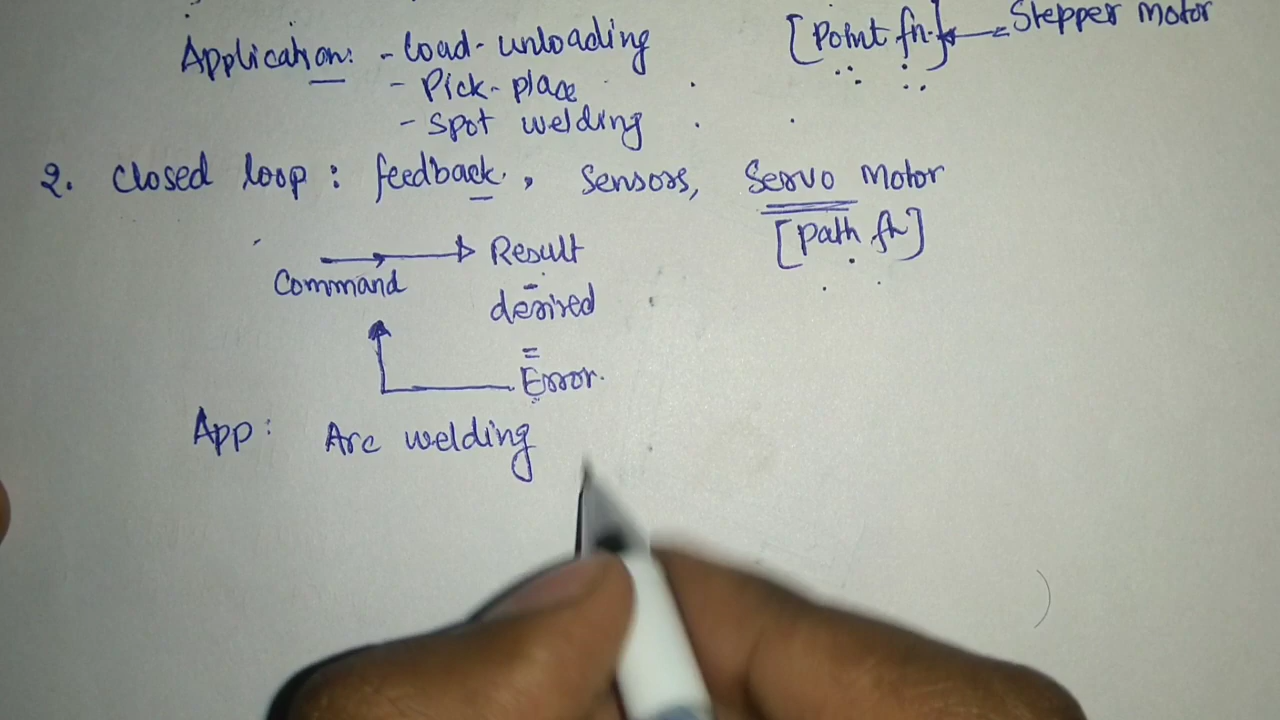 Application: - load-unloading [Point fn.] Stepper Motor
- Pick-place
- Spot welding
2. Closed loop: feedback, Sensors, Servo Motor
[Path fn]
Command Result
desired
Error.
App: Arc welding